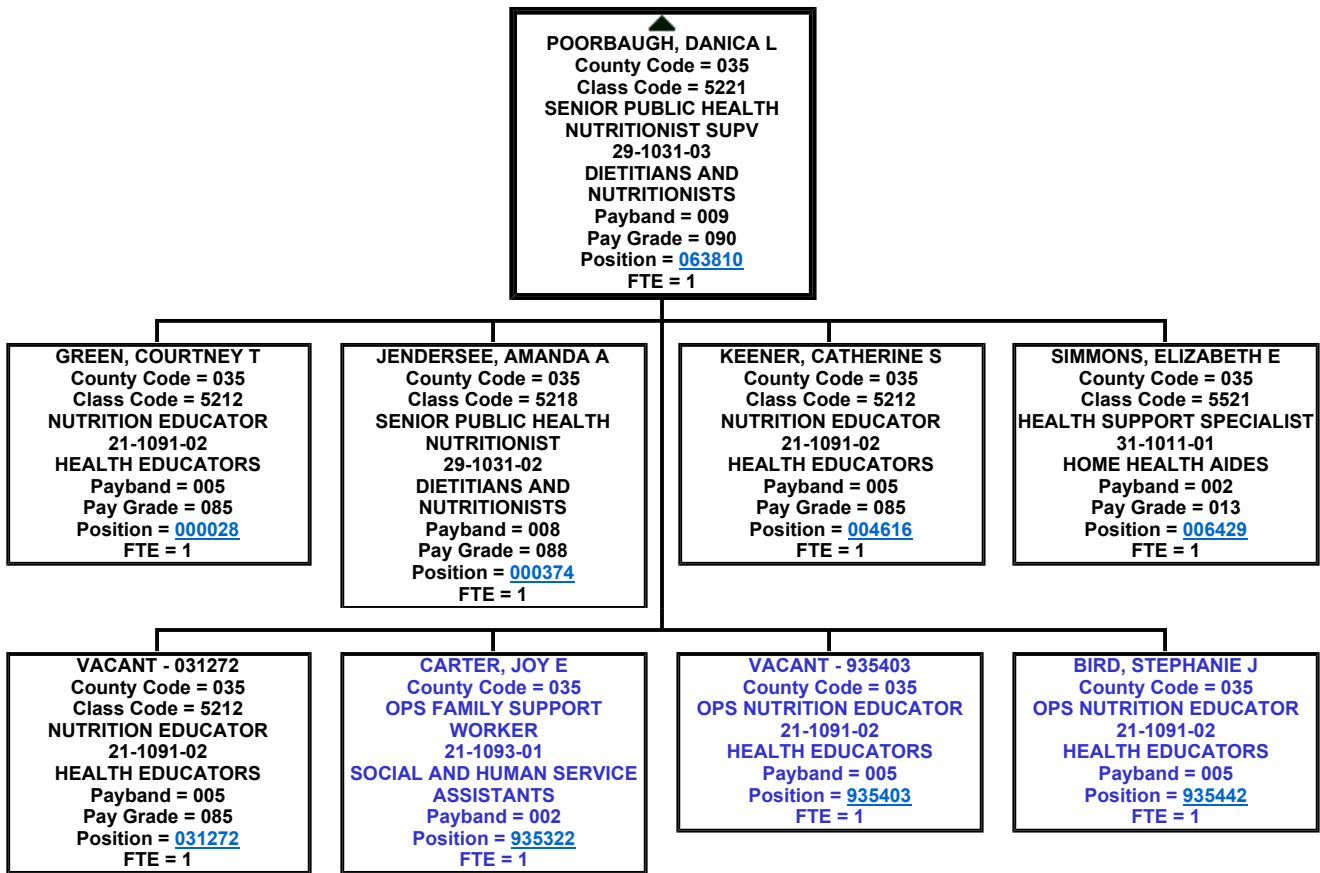 POORBAUGH, DANICA L
County Code = 035
Class Code = 5221
SENIOR PUBLIC HEALTH
NUTRITIONIST SUPV
29-1031-03
DIETITIANS AND
NUTRITIONISTS
Payband = 009
Pay Grade = 090
Position = 063810
FTE = 1
GREEN, COURTNEY T
County Code = 035
Class Code = 5212
NUTRITION EDUCATOR
21-1091-02
HEALTH EDUCATORS
Payband = 005
Pay Grade = 085
Position = 000028
FTE = 1
JENDERSEE, AMANDA A
County Code = 035
Class Code = 5218
SENIOR PUBLIC HEALTH
NUTRITIONIST
29-1031-02
DIETITIANS AND
NUTRITIONISTS
Payband = 008
Pay Grade = 088
Position = 000374
FTE = 1
KEENER, CATHERINE S
County Code = 035
Class Code = 5212
NUTRITION EDUCATOR
21-1091-02
HEALTH EDUCATORS
Payband = 005
Pay Grade = 085
Position = 004616
FTE = 1
SIMMONS, ELIZABETH E
County Code = 035
Class Code = 5521
HEALTH SUPPORT SPECIALIST
31-1011-01
HOME HEALTH AIDES
Payband = 002
Pay Grade = 013
Position = 006429
FTE = 1
VACANT - 031272
County Code = 035
Class Code = 5212
NUTRITION EDUCATOR
21-1091-02
HEALTH EDUCATORS
Payband = 005
Pay Grade = 085
Position = 031272
FTE = 1
CARTER, JOY E
County Code = 035
OPS FAMILY SUPPORT
WORKER
21-1093-01
SOCIAL AND HUMAN SERVICE
ASSISTANTS
Payband = 002
Position = 935322
FTE = 1
VACANT - 935403
County Code = 035
OPS NUTRITION EDUCATOR
21-1091-02
HEALTH EDUCATORS
Payband = 005
Position = 935403
FTE = 1
BIRD, STEPHANIE J
County Code = 035
OPS NUTRITION EDUCATOR
21-1091-02
HEALTH EDUCATORS
Payband = 005
Position = 935442
FTE = 1